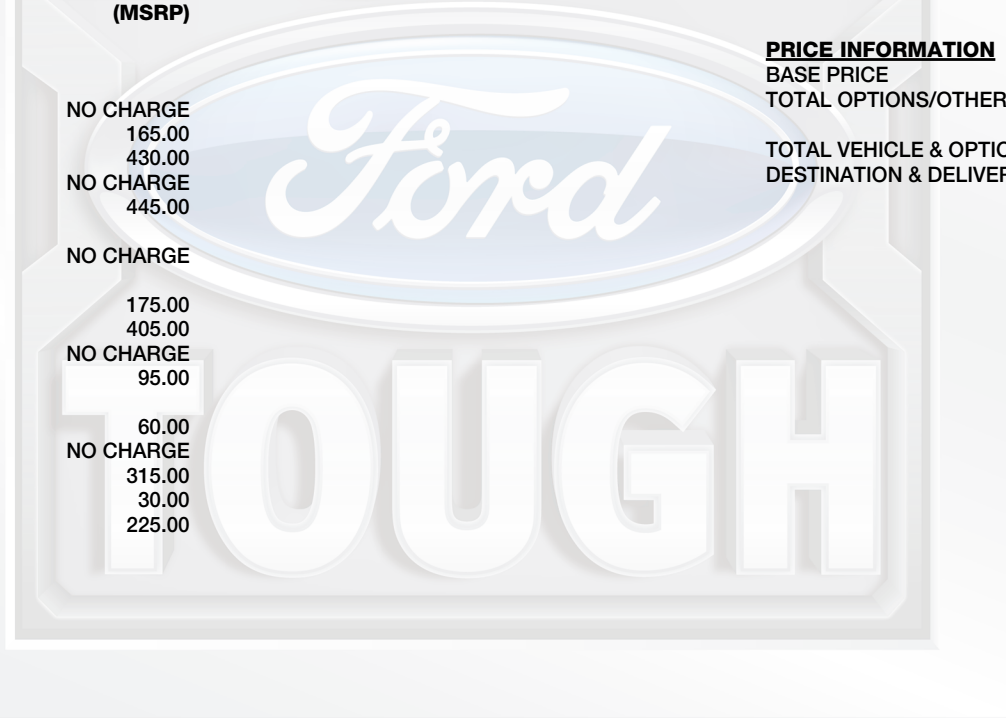 (MSRP)
NO CHARGE
165.00
430.00
NO CHARGE
445.00
NO CHARGE
175.00
405.00
NO CHARGE
95.00
60.00
NO CHARGE
315.00
30.00
225.00
PRICE INFORMATION
BASE PRICE
TOTAL OPTIONS/OTHER
TOTAL VEHICLE & OPTIO
DESTINATION & DELIVER
Ford
TOUGH